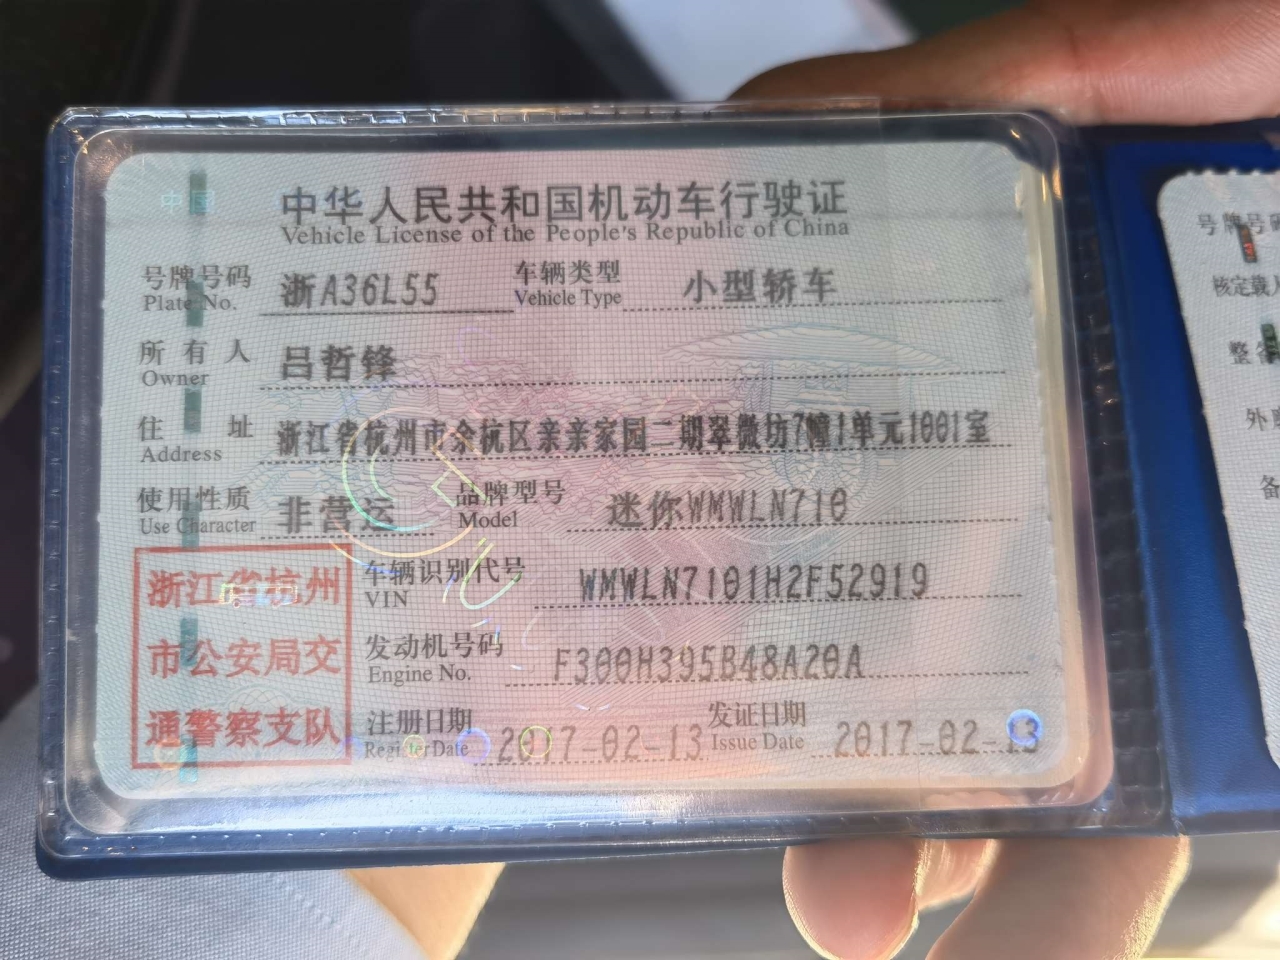 中国
中华人民共和国机动车行驶证
Vehicle License of the People's Republic of China
号牌号码 浙A36L55 车辆类型 小型轿车
Plate No. Vehicle Type
所有人 吕哲锋
Owner
住址 浙江省杭州市余杭区亲亲家园二期翠微坊7幢1单元1001室
Address
使用性质 非营运 品牌型号 迷你WMWLN710
Use Character Model
浙江省杭州
市公安局交
通警察支队
车辆识别代号 WMWLN7101H2F52919
VIN
发动机号码 F300H395B48A20A
Engine No.
注册日期 2017-02-13 发证日期 2017-02-13
Register Date Issue Date
号牌号码
核定载
整
外
备